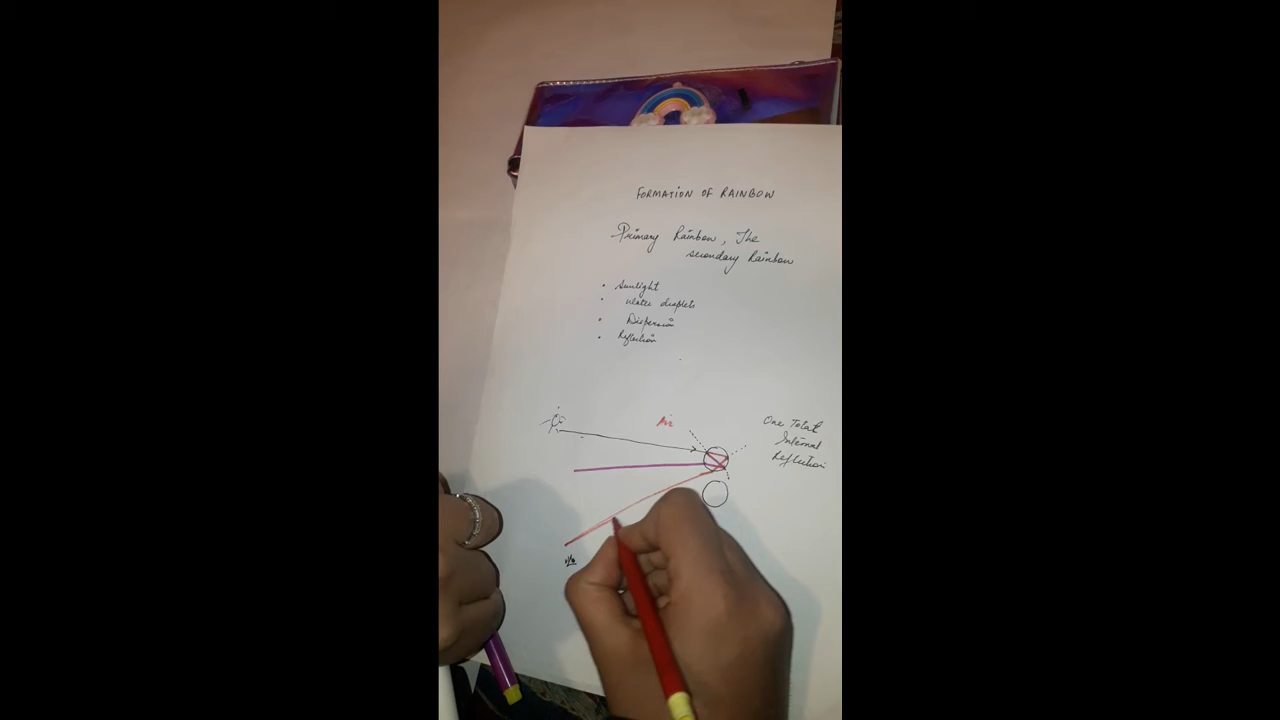 FORMATION OF RAINBOW
Primary Rainbow, The
secondary Rainbow
• Sunlight
• Water droplets
• Dispersion
• Reflection
Air
One Total
Internal
Reflection